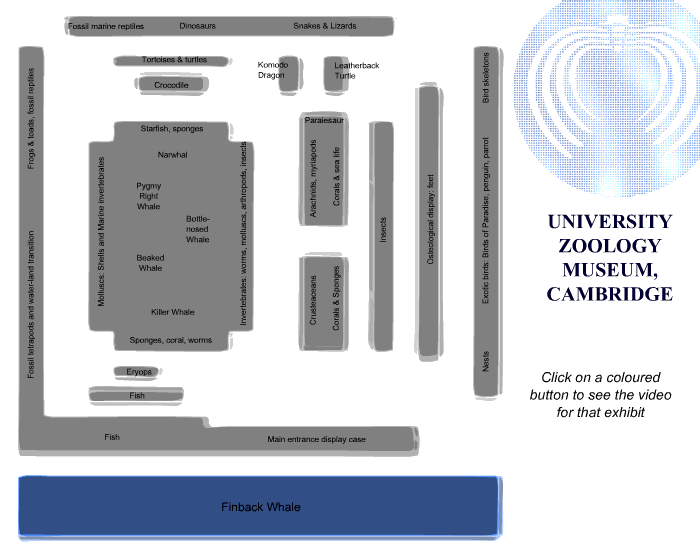 Fossil marine reptiles
Dinosaurs
Snakes & Lizards
Tortoises & turtles
Crocodile
Komodo
Dragon
Leatherback
Turtle
Frogs & toads, fossil reptiles
Fossil tetrapods and water-land transition
Starfish, sponges
Narwhal
Pygmy
Right
Whale
Bottle-
nosed
Whale
Beaked
Whale
Killer Whale
Sponges, coral, worms
Molluscs: Shells and Marine invertebrates
Invertebrates: worms, molluscs, arthropods, insects
Pareiesaur
Arachnids, myriapods
Corals & sea life
Crusteaceans
Corals & Sponges
Insects
Osteological display: feet
Bird skeletons
Exotic birds: Birds of Paradise, penguin, parrot
Nests
Eryops
Fish
Fish
Main entrance display case
Finback Whale
UNIVERSITY
ZOOLOGY
MUSEUM,
CAMBRIDGE
Click on a coloured
button to see the video
for that exhibit